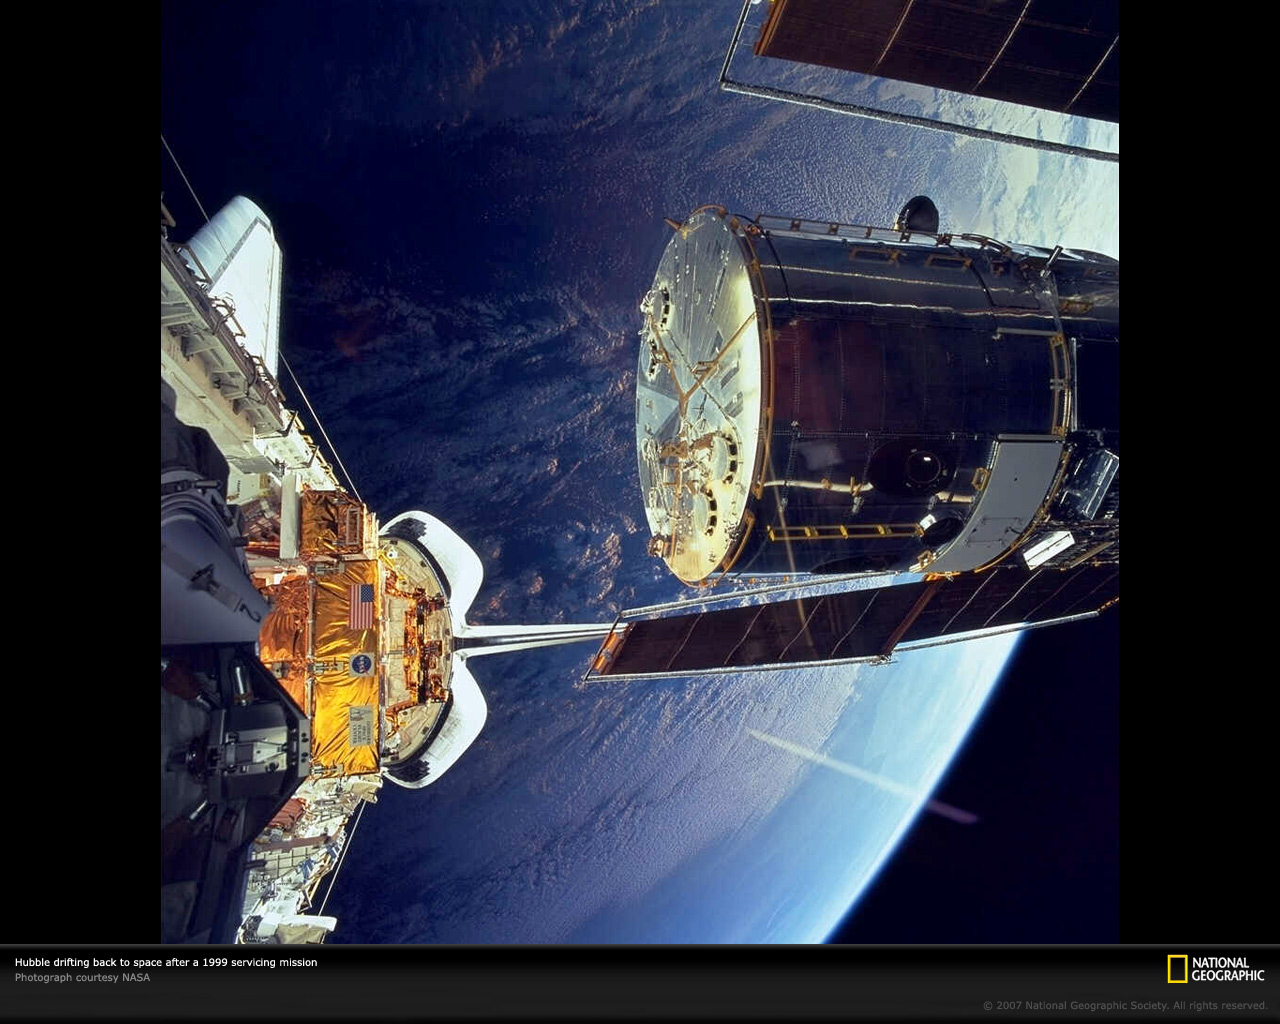 NASA
Hubble drifting back to space after a 1999 servicing mission
Photograph courtesy NASA
NATIONAL
GEOGRAPHIC
© 2007 National Geographic Society. All rights reserved.